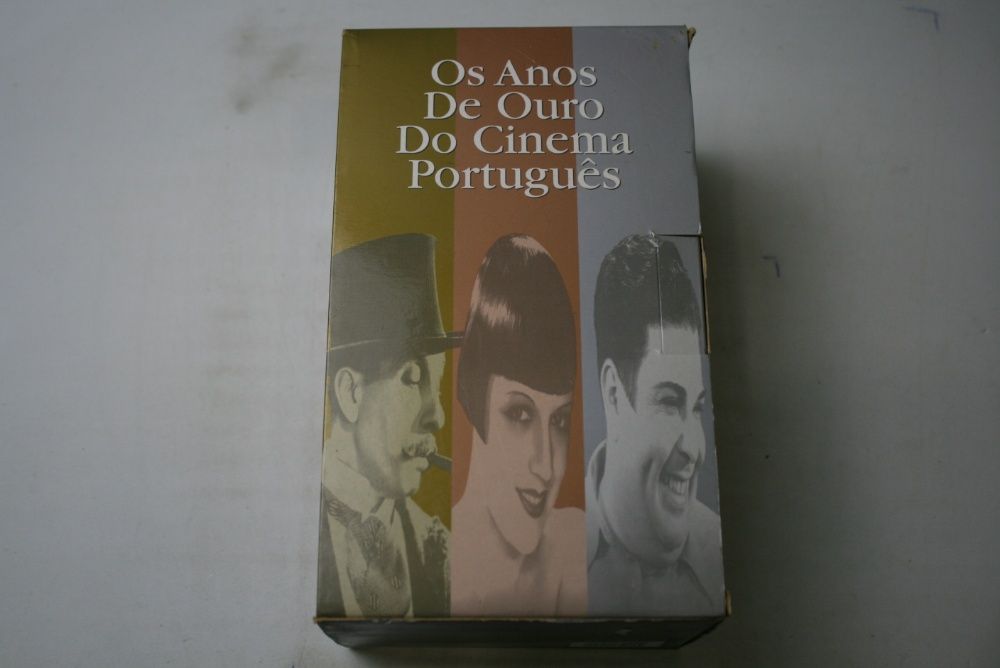 Os Anos
De Ouro
Do Cinema
Português